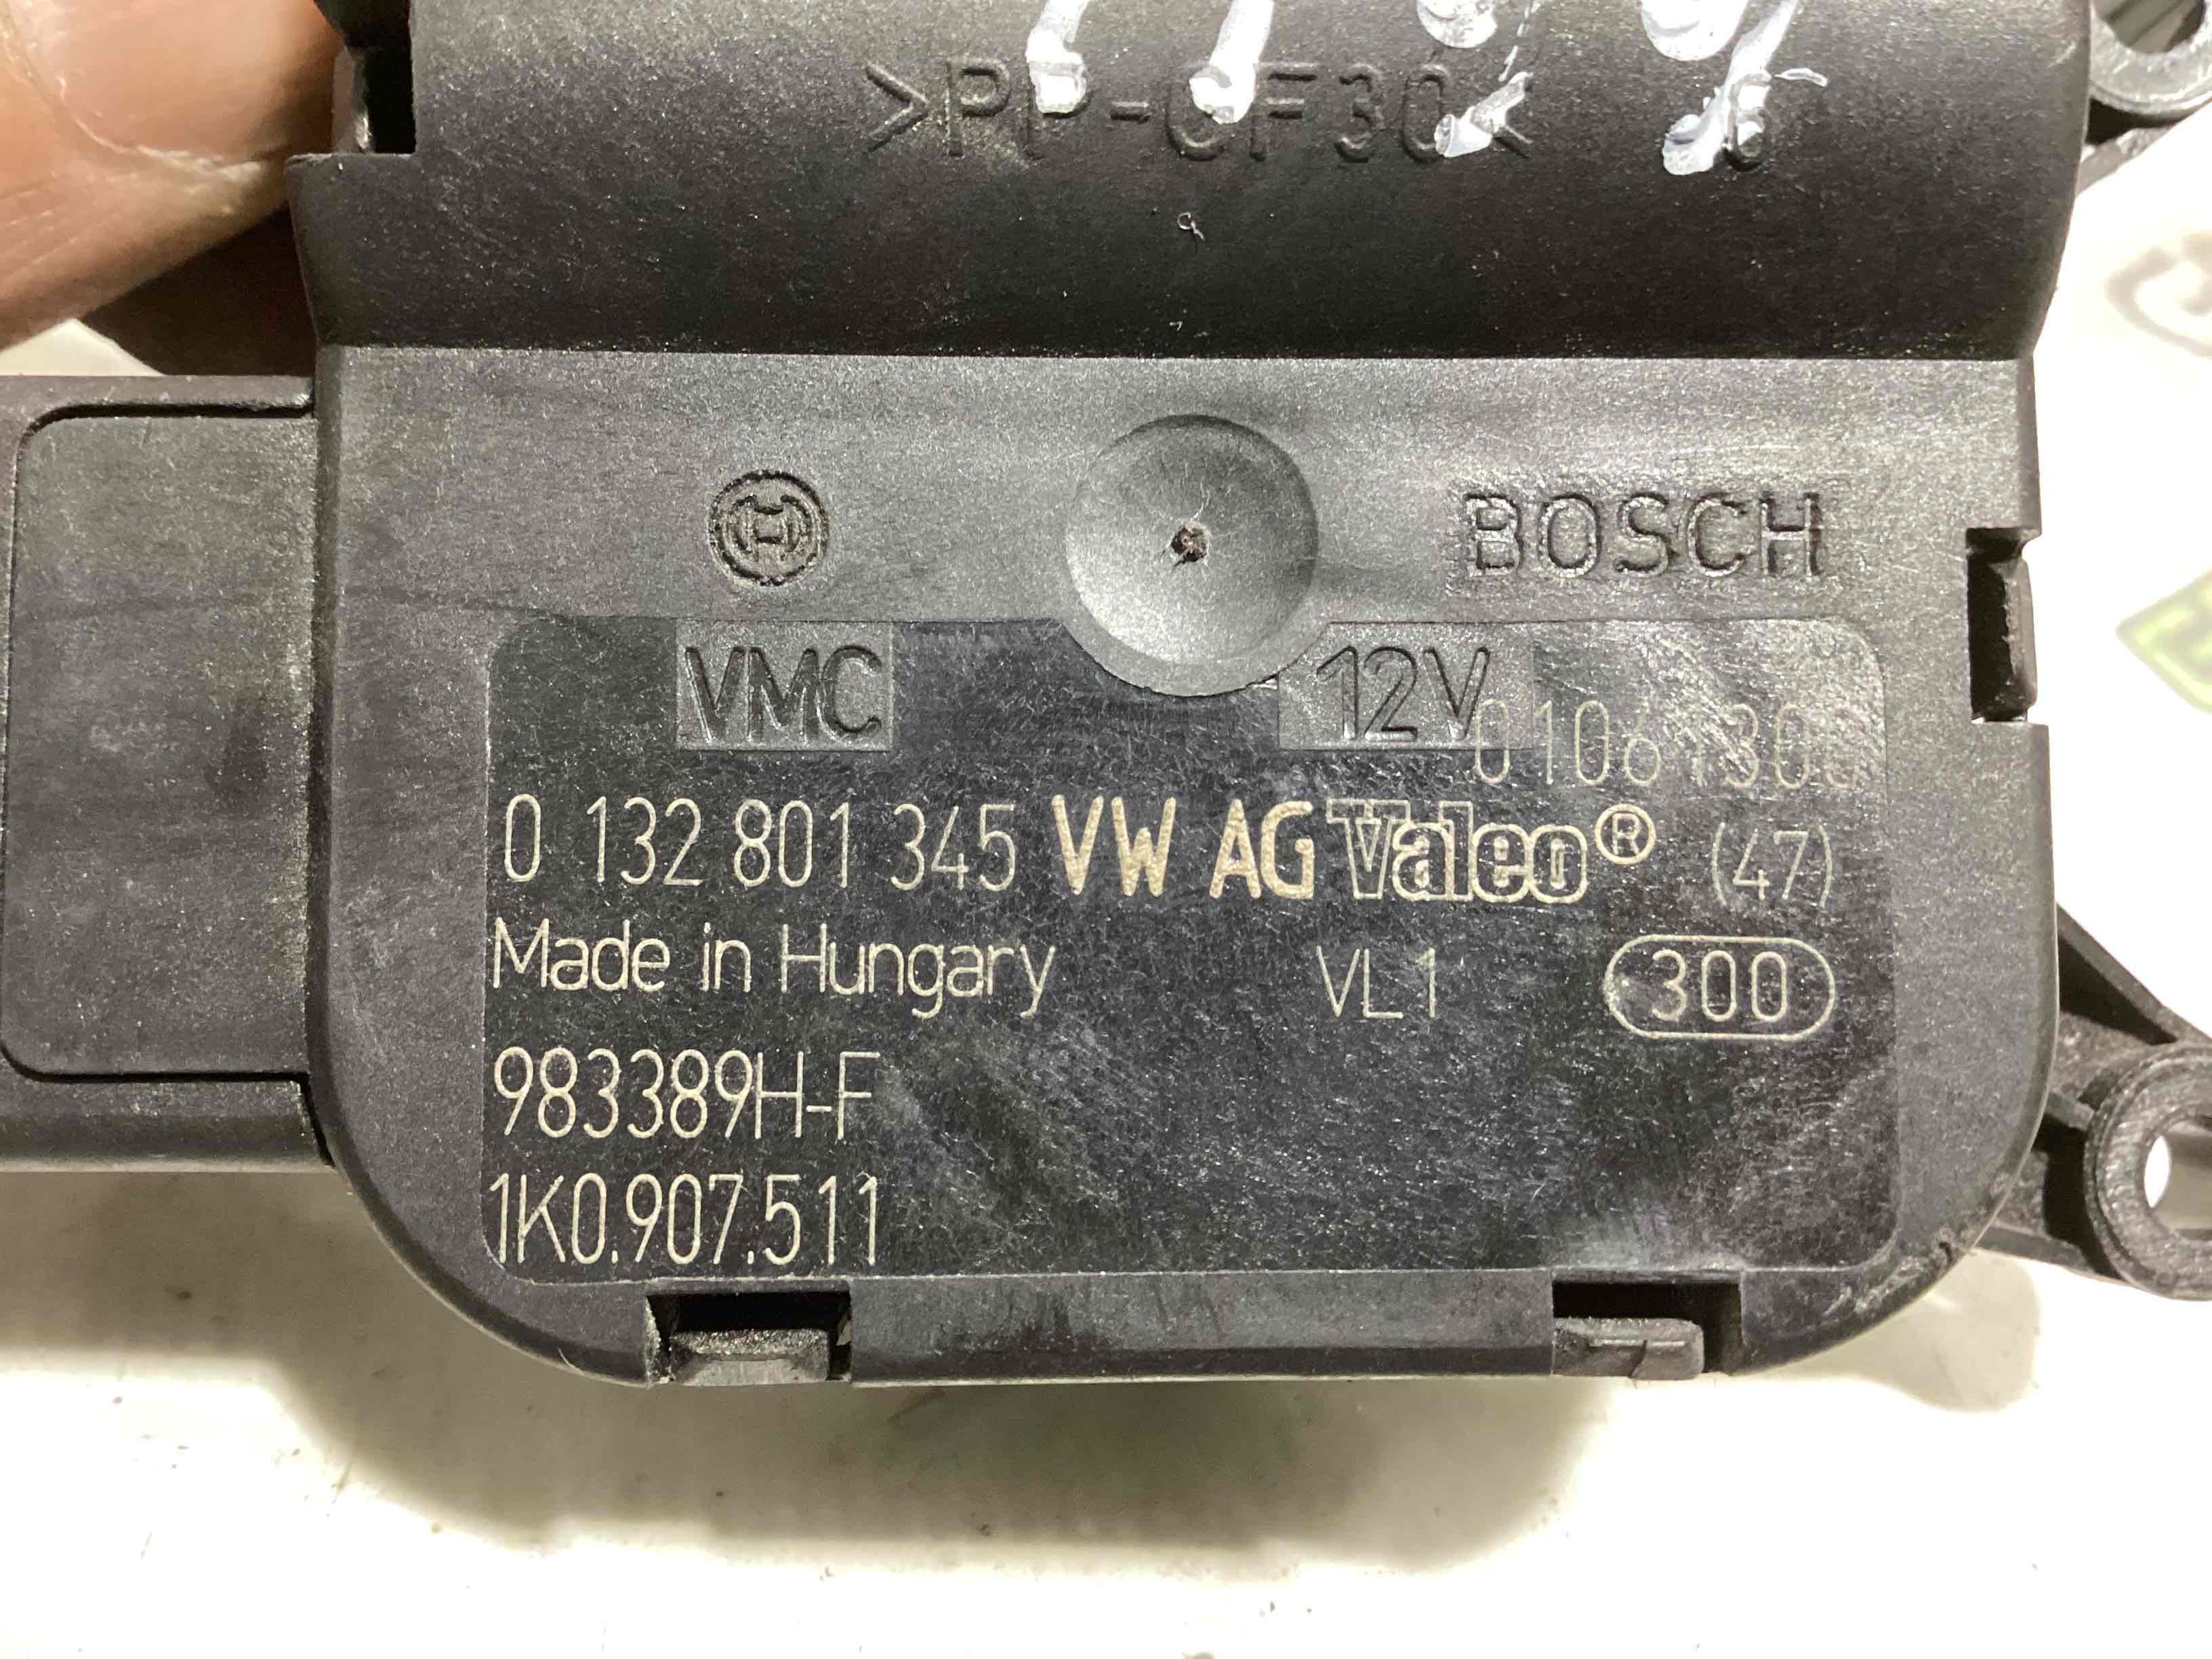 >PP-GF30<
BOSCH
VMC 12V
01061300
0 132 801 345 VW AG Valeo® (47)
Made in Hungary VL1 300
983389H-F
1K0.907.511